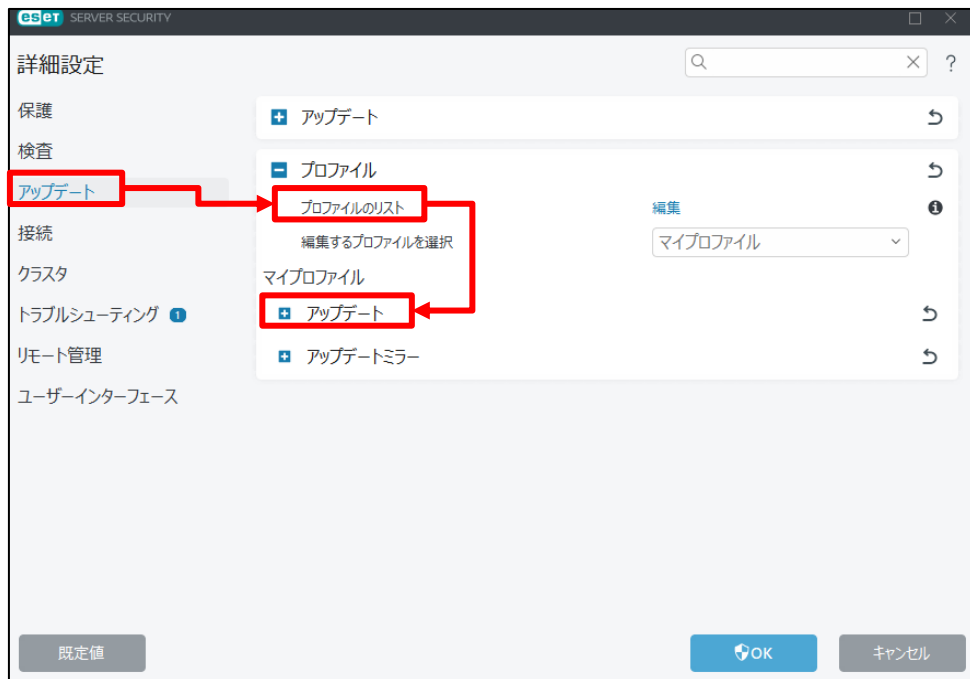 eset SERVER SECURITY
詳細設定
?
保護
検査
アップデート
接続
クラスタ
トラブルシューティング 1
リモート管理
ユーザーインターフェース
アップデート
プロファイル
プロファイルのリスト
編集
編集するプロファイルを選択
マイプロファイル
マイプロファイル
アップデート
アップデートミラー
既定値
OK
キャンセル